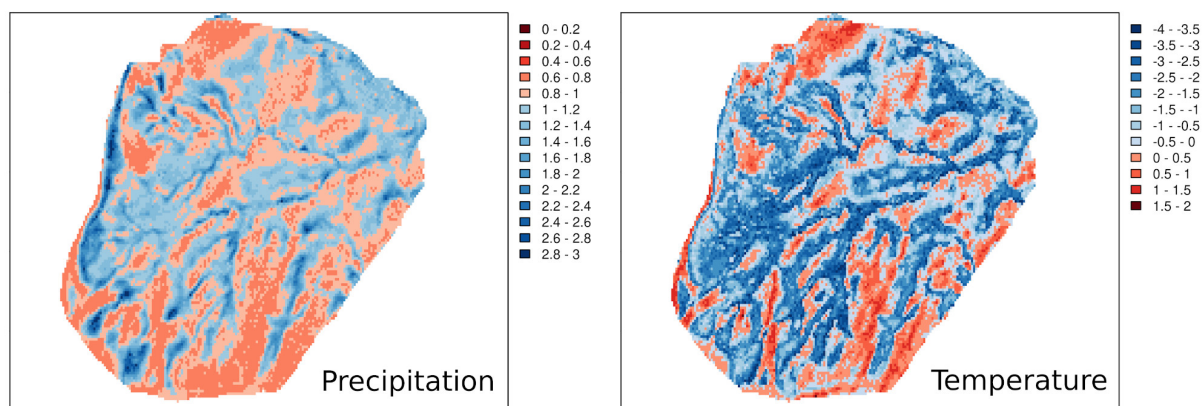 0 - 0.2
0.2 - 0.4
0.4 - 0.6
0.6 - 0.8
0.8 - 1
1 - 1.2
1.2 - 1.4
1.4 - 1.6
1.6 - 1.8
1.8 - 2
2 - 2.2
2.2 - 2.4
2.4 - 2.6
2.6 - 2.8
2.8 - 3
Precipitation
-4 - -3.5
-3.5 - -3
-3 - -2.5
-2.5 - -2
-2 - -1.5
-1.5 - -1
-1 - -0.5
-0.5 - 0
0 - 0.5
0.5 - 1
1 - 1.5
1.5 - 2
Temperature